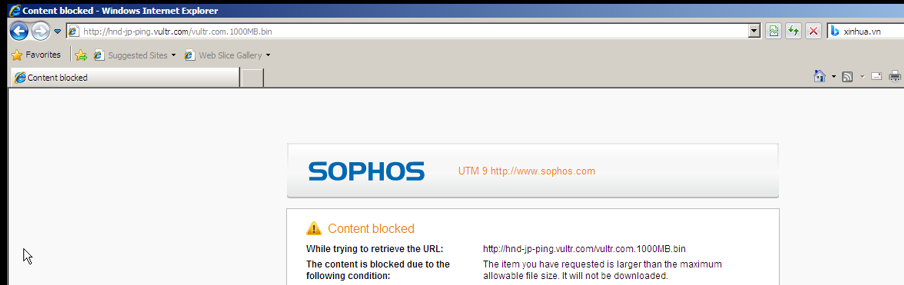 Content blocked - Windows Internet Explorer
http://hnd-jp-ping.vultr.com/vultr.com.1000MB.bin
xinhua.vn
Favorites Suggested Sites Web Slice Gallery
Content blocked
SOPHOS UTM 9 http://www.sophos.com
Content blocked
While trying to retrieve the URL: http://hnd-jp-ping.vultr.com/vultr.com.1000MB.bin
The content is blocked due to the following condition: The item you have requested is larger than the maximum allowable file size. It will not be downloaded.